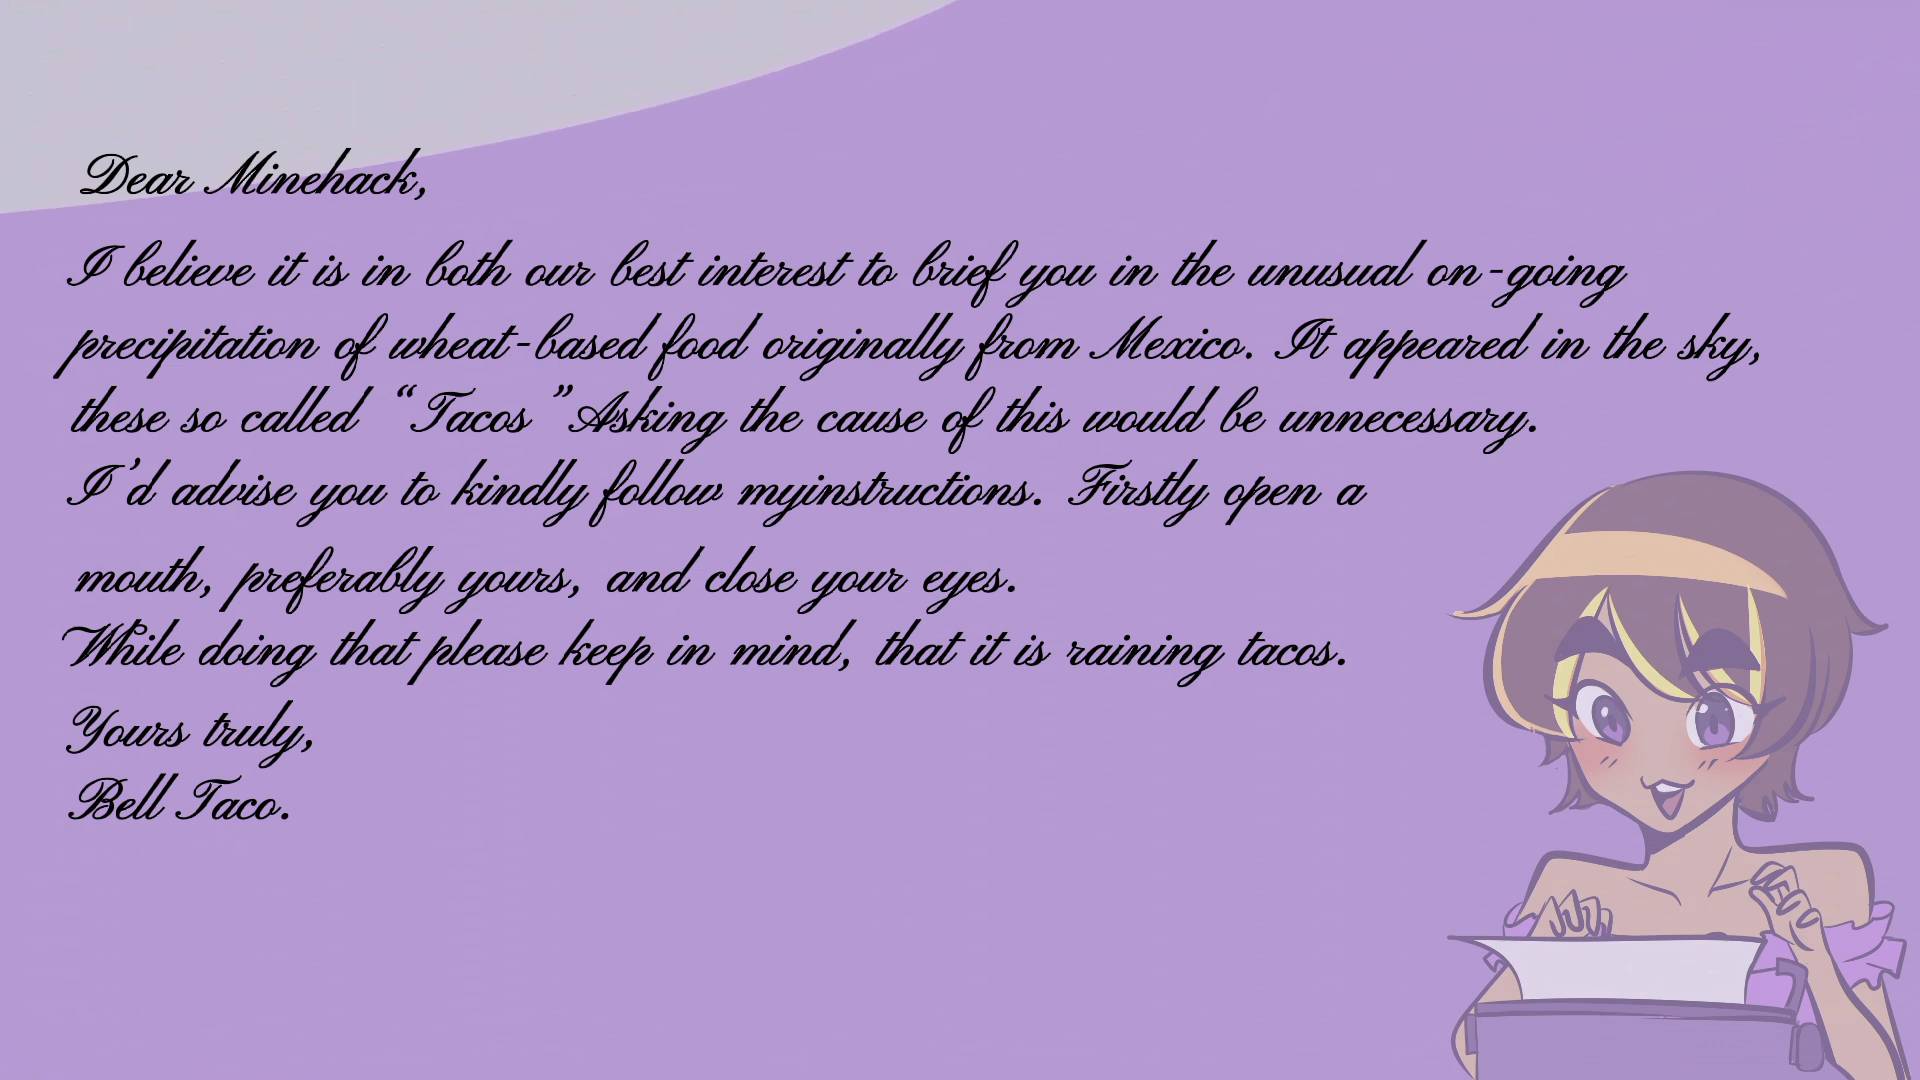 Dear Minehack,
I believe it is in both our best interest to brief you in the unusual on-going
precipitation of wheat-based food originally from Mexico. It appeared in the sky,
these so called “Tacos ”Asking the cause of this would be unnecessary.
I’d advise you to kindly follow myinstructions. Firstly open a
mouth, preferably yours, and close your eyes.
While doing that please keep in mind, that it is raining tacos.
Yours truly,
Bell Taco.